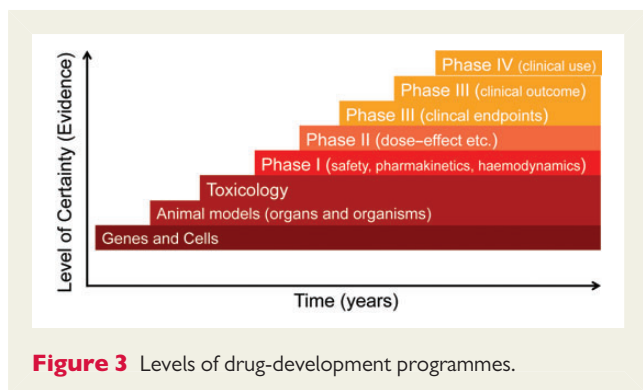 Level of Certainty (Evidence)
Phase IV (clinical use)
Phase III (clinical outcome)
Phase III (clincal endpoints)
Phase II (dose–effect etc.)
Phase I (safety, pharmakinetics, haemodynamics)
Toxicology
Animal models (organs and organisms)
Genes and Cells
Time (years)
Figure 3 Levels of drug-development programmes.